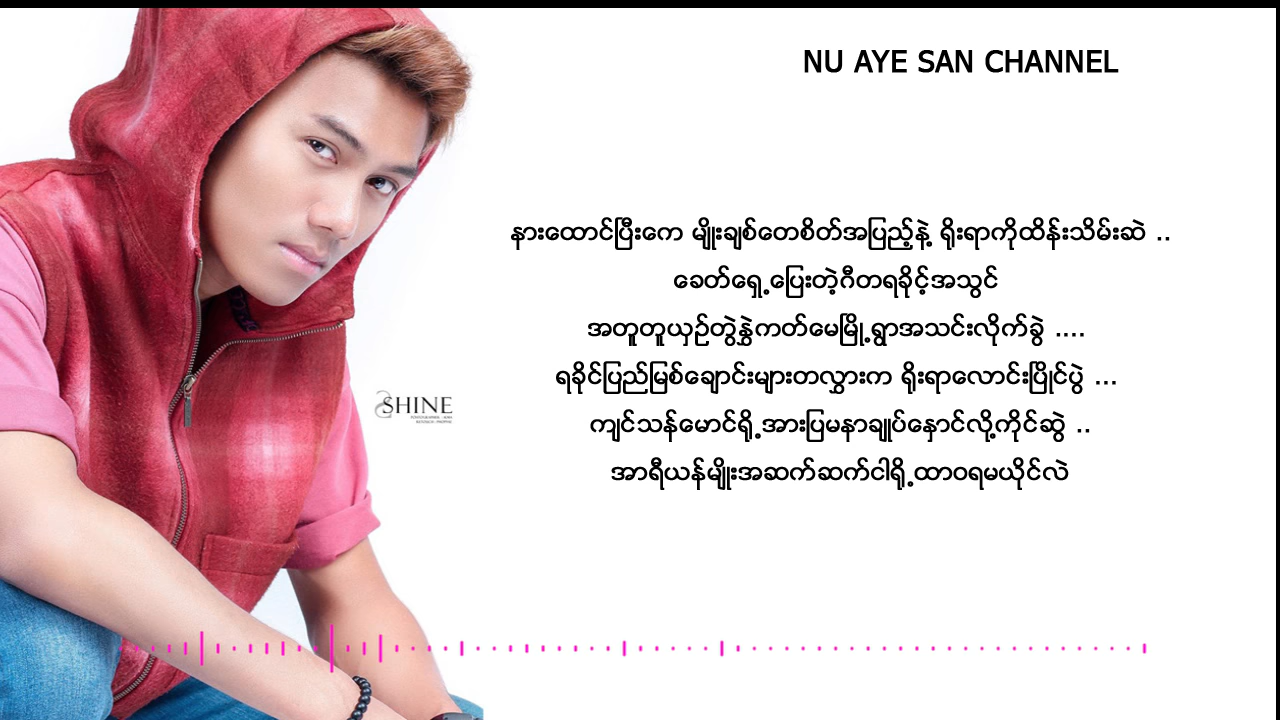 NU AYE SAN CHANNEL
နားထောင်ပြီးကေ မျိုးချစ်တေစိတ်အပြည့်နဲ့ ရိုးရာကိုထိန်းသိမ်းဆဲ ..
ခေတ်ရှေ့ပြေးတဲ့ဂီတရခိုင့်အသွင်
အတူတူယှဉ်တွဲနွှဲကတ်မေမြို့ရွာအသင်းလိုက်ခွဲ ....
ရခိုင်ပြည်မြစ်ချောင်းများတလွှားက ရိုးရာလောင်းပြိုင်ပွဲ ...
ကျင်သန်မောင်ရို့အားပြမနာချုပ်နှောင်လို့ကိုင်ဆွဲ ..
အာရီယန်မျိုးအဆက်ဆက်ငါရို့ထာဝရမယိုင်လဲ
SHINE